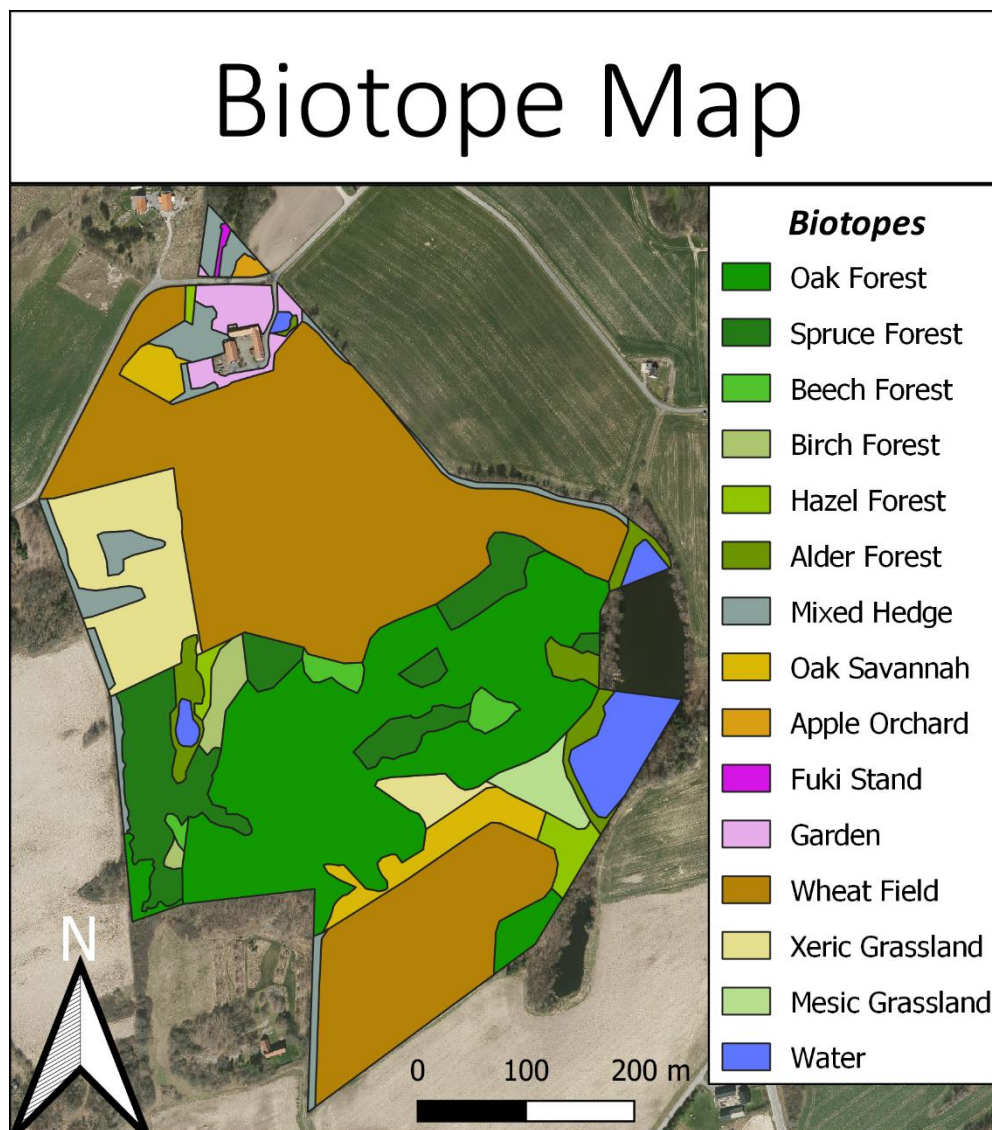 Biotope Map
Biotopes
Oak Forest
Spruce Forest
Beech Forest
Birch Forest
Hazel Forest
Alder Forest
Mixed Hedge
Oak Savannah
Apple Orchard
Fuki Stand
Garden
Wheat Field
Xeric Grassland
Mesic Grassland
Water
N
0 100 200 m